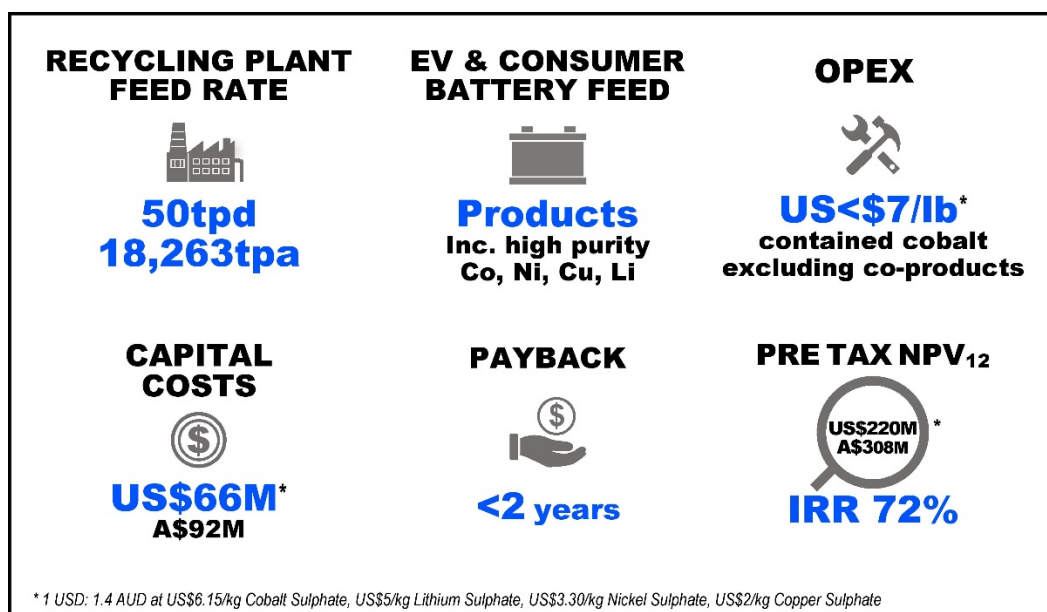 RECYCLING PLANT
FEED RATE
50tpd
18,263tpa
EV & CONSUMER
BATTERY FEED
Products
Inc. high purity
Co, Ni, Cu, Li
OPEX
US<$7/lb*
contained cobalt
excluding co-products
CAPITAL
COSTS
$
US$66M*
A$92M
PAYBACK
$
<2 years
PRE TAX NPV₁₂
US$220M *
A$308M
IRR 72%
* 1 USD: 1.4 AUD at US$6.15/kg Cobalt Sulphate, US$5/kg Lithium Sulphate, US$3.30/kg Nickel Sulphate, US$2/kg Copper Sulphate